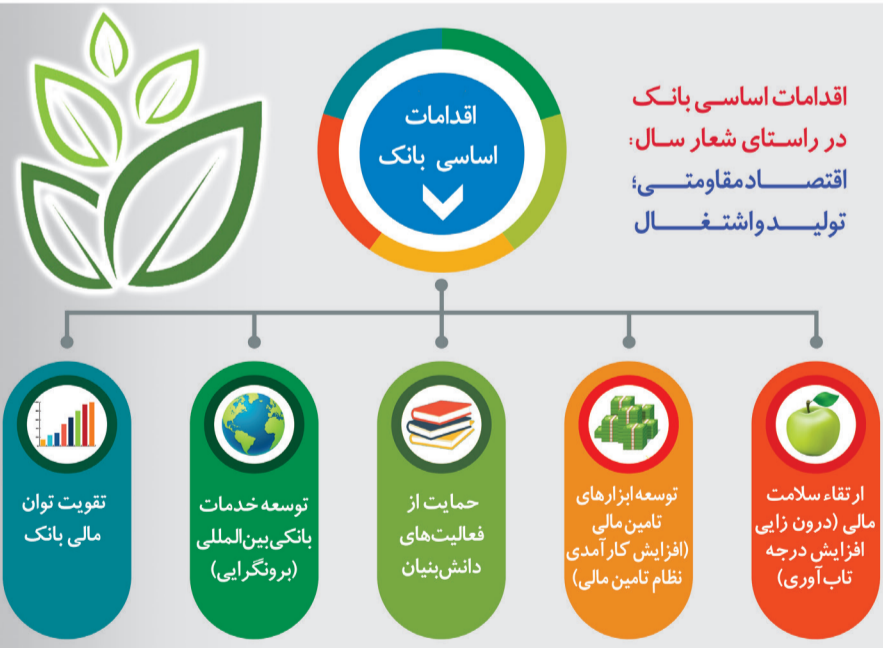 اقدامات اساسی بانک
در راستای شعار سال:
اقتصاد مقاومتی؛
تولید و اشتغال
اقدامات
اساسی بانک
ارتقاء سلامت
مالی (درون زایی
افزایش درجه
تاب‌آوری)
توسعه ابزارهای
تامین مالی
(افزایش کارآمدی
نظام تامین مالی)
حمایت از
فعالیت‌های
دانش‌بنیان
توسعه خدمات
بانکی بین‌المللی
(برونگرایی)
تقویت توان
مالی بانک